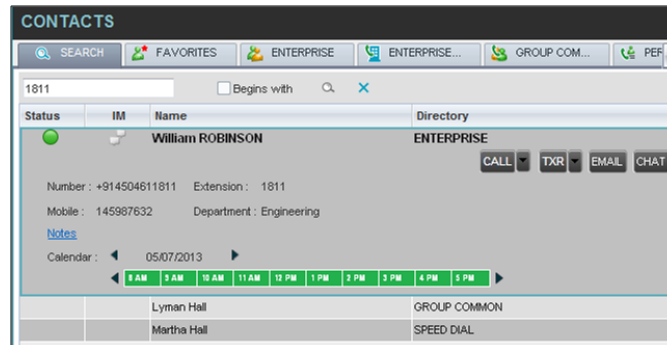 CONTACTS
SEARCH FAVORITES ENTERPRISE ENTERPRISE... GROUP COM... PER
1811 Begins with
Status IM Name Directory
William ROBINSON ENTERPRISE
CALL TXR EMAIL CHAT
Number : +914504611811 Extension : 1811
Mobile : 145987632 Department : Engineering
Notes
Calendar : 05/07/2013
8 AM 9 AM 10 AM 11 AM 12 PM 1 PM 2 PM 3 PM 4 PM 5 PM
Lyman Hall GROUP COMMON
Martha Hall SPEED DIAL